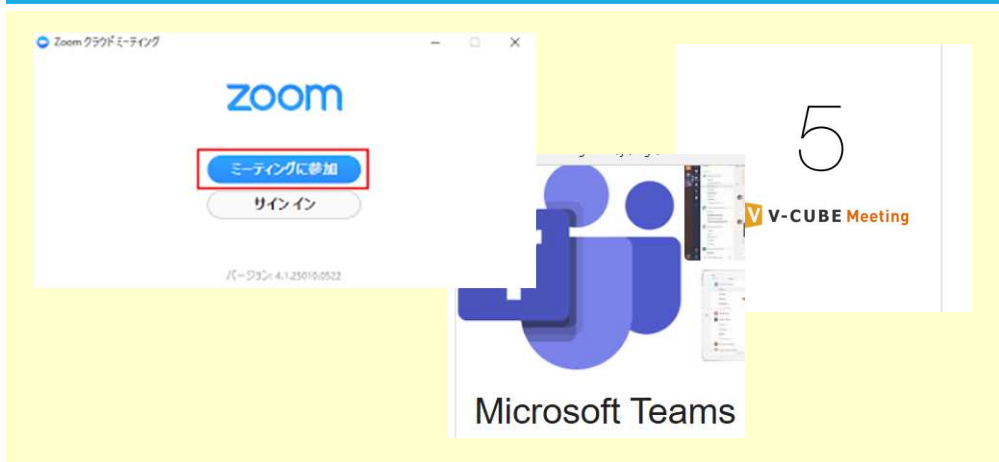 Zoom クラウド ミーティング
zoom
ミーティングに参加
サインイン
バージョン: 4.1.25010.0522
5
V-CUBE Meeting
Microsoft Teams